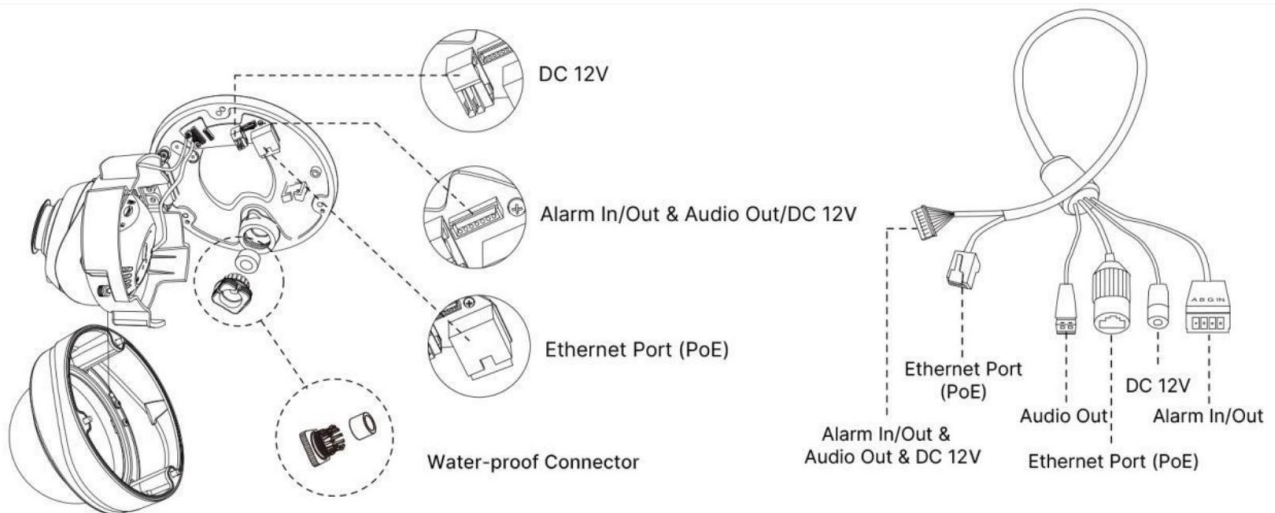 DC 12V
Alarm In/Out & Audio Out/DC 12V
Ethernet Port (PoE)
Water-proof Connector
A B G IN
Ethernet Port
(PoE)
DC 12V
Audio Out
Alarm In/Out
Alarm In/Out &
Audio Out & DC 12V
Ethernet Port (PoE)